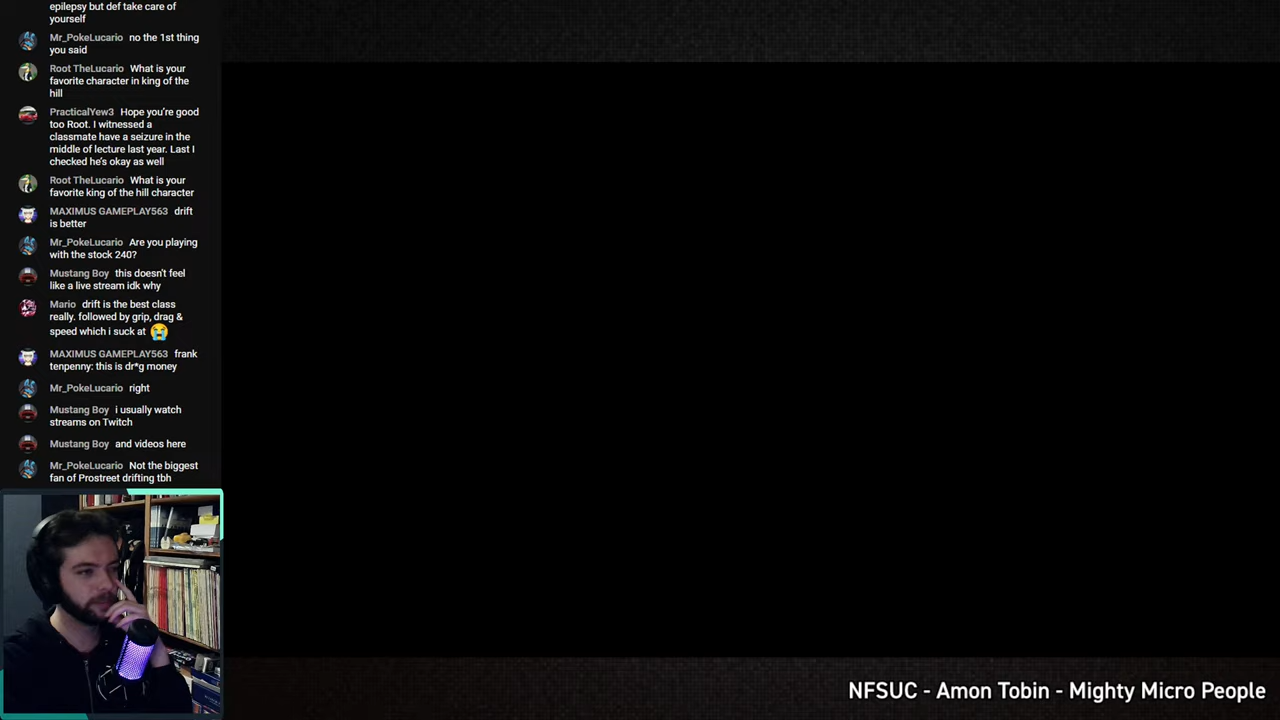 epilepsy but def take care of
yourself
Mr_PokeLucario no the 1st thing
you said
Root TheLucario What is your
favorite character in king of the
hill
PracticalYew3 Hope you're good
too Root. I witnessed a
classmate have a seizure in the
middle of lecture last year. Last I
checked he's okay as well
Root TheLucario What is your
favorite king of the hill character
MAXIMUS GAMEPLAY563 drift
is better
Mr_PokeLucario Are you playing
with the stock 240?
Mustang Boy this doesn't feel
like a live stream idk why
Mario drift is the best class
really. followed by grip, drag &
speed which i suck at 😭
MAXIMUS GAMEPLAY563 frank
tenpenny: this is dr*g money
Mr_PokeLucario right
Mustang Boy i usually watch
streams on Twitch
Mustang Boy and videos here
Mr_PokeLucario Not the biggest
fan of Prostreet drifting tbh
NFSUC - Amon Tobin - Mighty Micro People